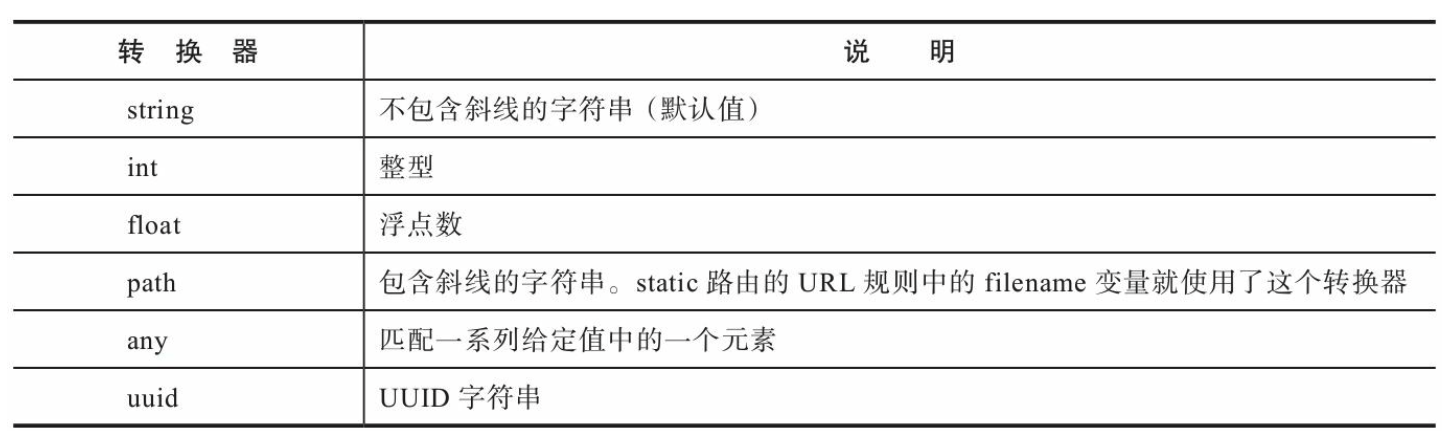 转 换 器 说 明
string 不包含斜线的字符串（默认值）
int 整型
float 浮点数
path 包含斜线的字符串。static 路由的 URL 规则中的 filename 变量就使用了这个转换器
any 匹配一系列给定值中的一个元素
uuid UUID 字符串